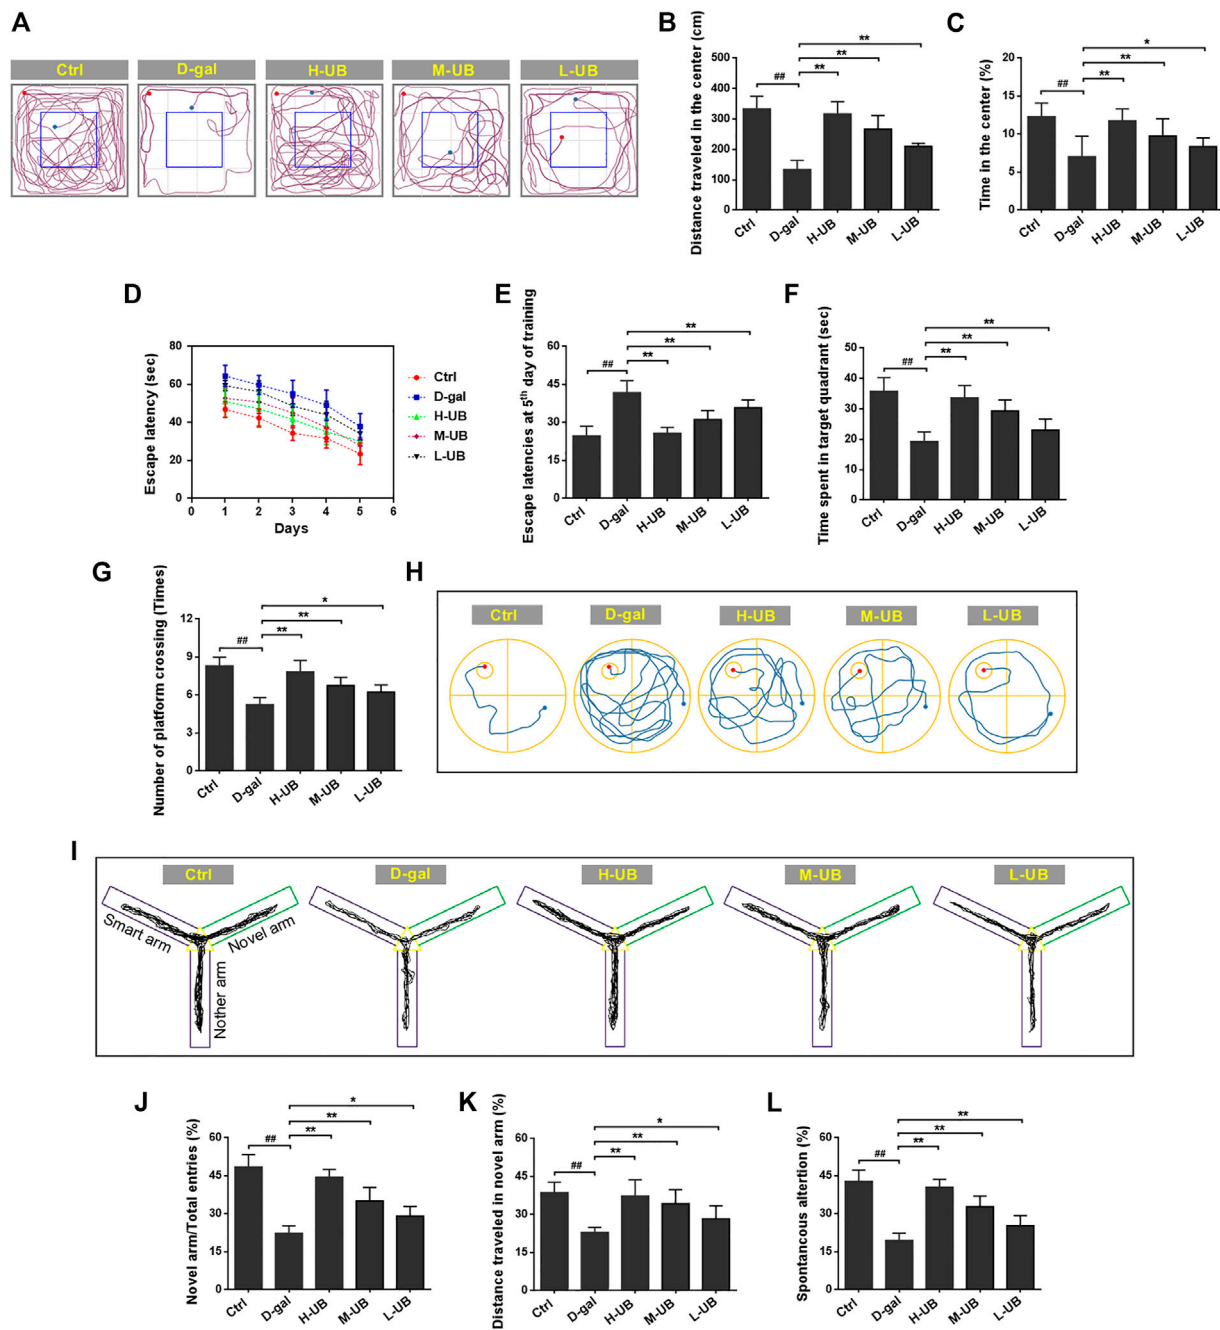 A
Ctrl D-gal H-UB M-UB L-UB
B
Distance traveled in the center (cm)
500
400
300
200
100
0
## ** ** **
Ctrl D-gal H-UB M-UB L-UB
C
Time in the center (%)
20
15
10
5
0
## ** ** *
Ctrl D-gal H-UB M-UB L-UB
D
Escape latency (sec)
80
60
40
20
0
0 1 2 3 4 5 6
Days
Ctrl
D-gal
H-UB
M-UB
L-UB
E
Escape latencies at 5th day of training
60
45
30
15
0
## ** ** **
Ctrl D-gal H-UB M-UB L-UB
F
Time spent in target quadrant (sec)
50
40
30
20
10
0
## ** ** **
Ctrl D-gal H-UB M-UB L-UB
G
Number of platform crossing (Times)
12
9
6
3
0
## ** ** *
Ctrl D-gal H-UB M-UB L-UB
H
Ctrl D-gal H-UB M-UB L-UB
I
Ctrl D-gal H-UB M-UB L-UB
Smart arm
Novel arm
Nother arm
J
Novel arm/Total entries (%)
60
45
30
15
0
## ** ** *
Ctrl D-gal H-UB M-UB L-UB
K
Distance traveled in novel arm (%)
60
45
30
15
0
## ** ** *
Ctrl D-gal H-UB M-UB L-UB
L
Spontancous altertion (%)
60
45
30
15
0
## ** ** **
Ctrl D-gal H-UB M-UB L-UB